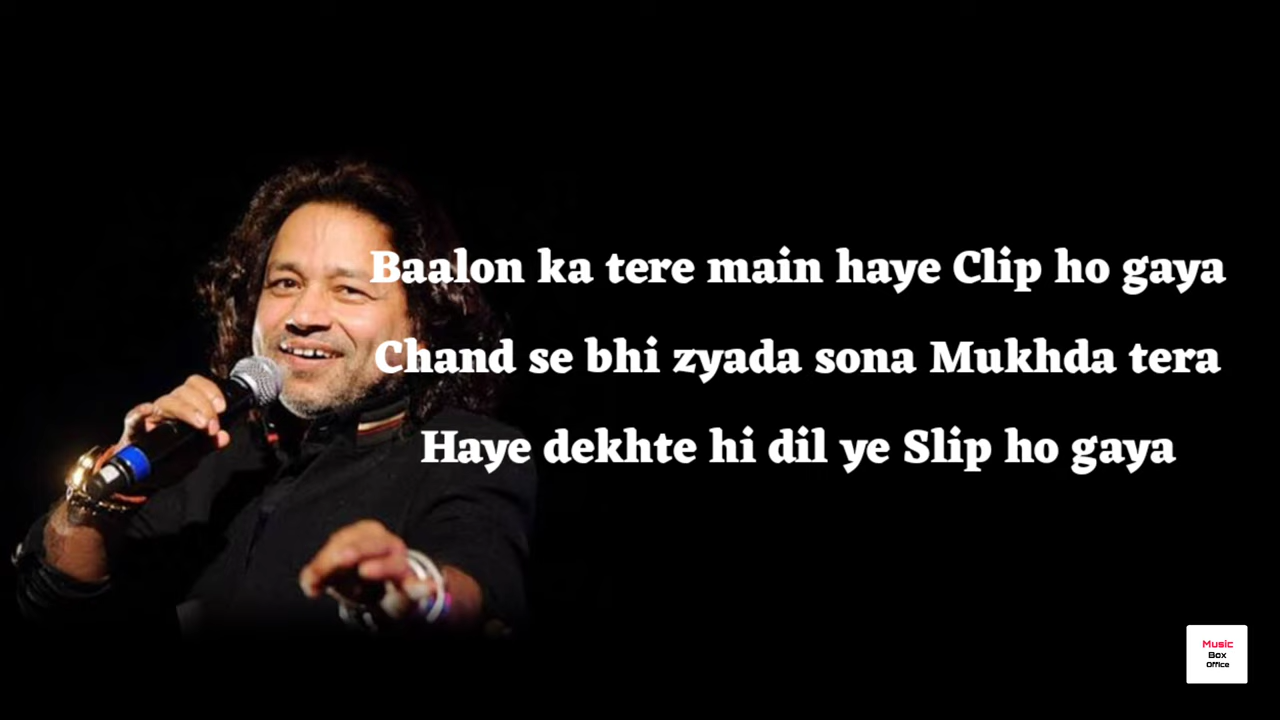 Baalon ka tere main haye Clip ho gaya
Chand se bhi zyada sona Mukhda tera
Haye dekhte hi dil ye Slip ho gaya
Music
Box
Office